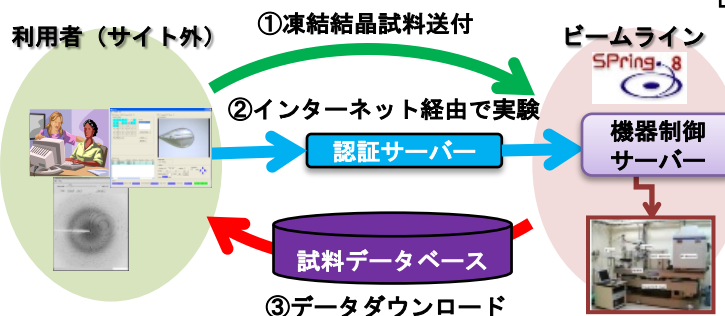 ①凍結結晶試料送付
利用者（サイト外）
ビームライン
SPring-8
②インターネット経由で実験
認証サーバー
機器制御
サーバー
試料データベース
③データダウンロード